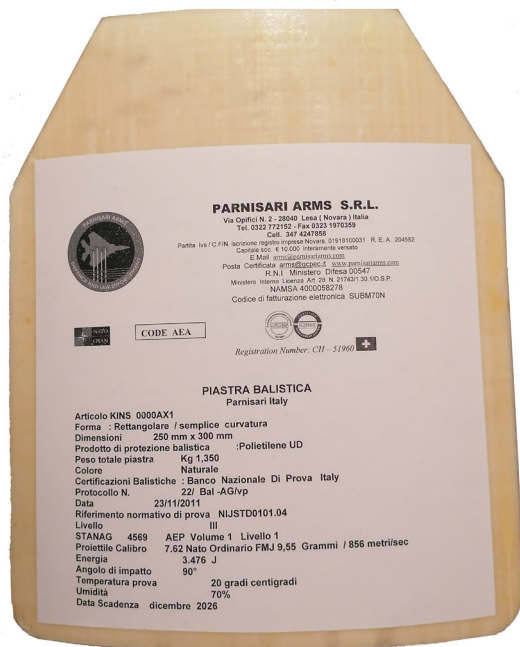 PARNISARI ARMS S.R.L.
Via Opifici N. 2 - 28040 Lesa ( Novara ) Italia
Tel. 0322 772152 - Fax 0323 1970359
Cell. 347 4247858
Partita Iva / C.F/N. iscrizione registro imprese Novara. 01918100031 R. E. A. 204552
Capitale soc. € 10.000 interamente versato
E Mail arms@parnisariarms.com
Posta Certificata arms@gcpec.it www.parnisariarms.com
R.N.I Ministero Difesa 00547
Ministero Interno Licenza Art 28 N. 21743/1.30.1/O.S.P.
NAMSA 4000058278
Codice di fatturazione elettronica SUBM70N
PARNISARI ARMS
NATO
OTAN
CODE AEA
Registration Number: CH – 51960
PIASTRA BALISTICA
Parnisari Italy
Articolo KINS 0000AX1
Forma : Rettangolare / semplice curvatura
Dimensioni 250 mm x 300 mm
Prodotto di protezione balistica :Polietilene UD
Peso totale piastra Kg 1,350
Colore Naturale
Certificazioni Balistiche : Banco Nazionale Di Prova Italy
Protocollo N. 22/ Bal -AG/vp
Data 23/11/2011
Riferimento normativo di prova NIJSTD0101.04
Livello III
STANAG 4569 AEP Volume 1 Livello 1
Proiettile Calibro 7.62 Nato Ordinario FMJ 9,55 Grammi / 856 metri/sec
Energia 3.476 J
Angolo di impatto 90°
Temperatura prova 20 gradi centigradi
Umidità 70%
Data Scadenza dicembre 2026